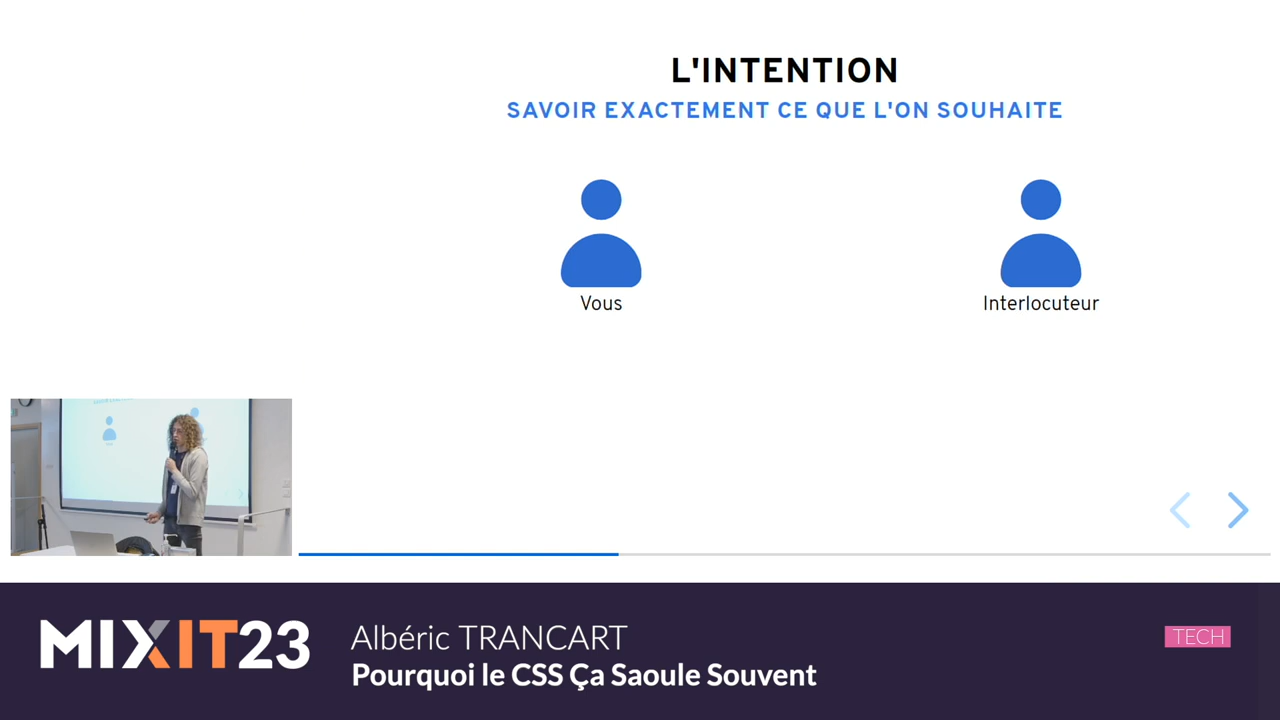 L'INTENTION
SAVOIR EXACTEMENT CE QUE L'ON SOUHAITE
Vous
Interlocuteur
MIXIT23
Albéric TRANCART
Pourquoi le CSS Ça Saoule Souvent
TECH